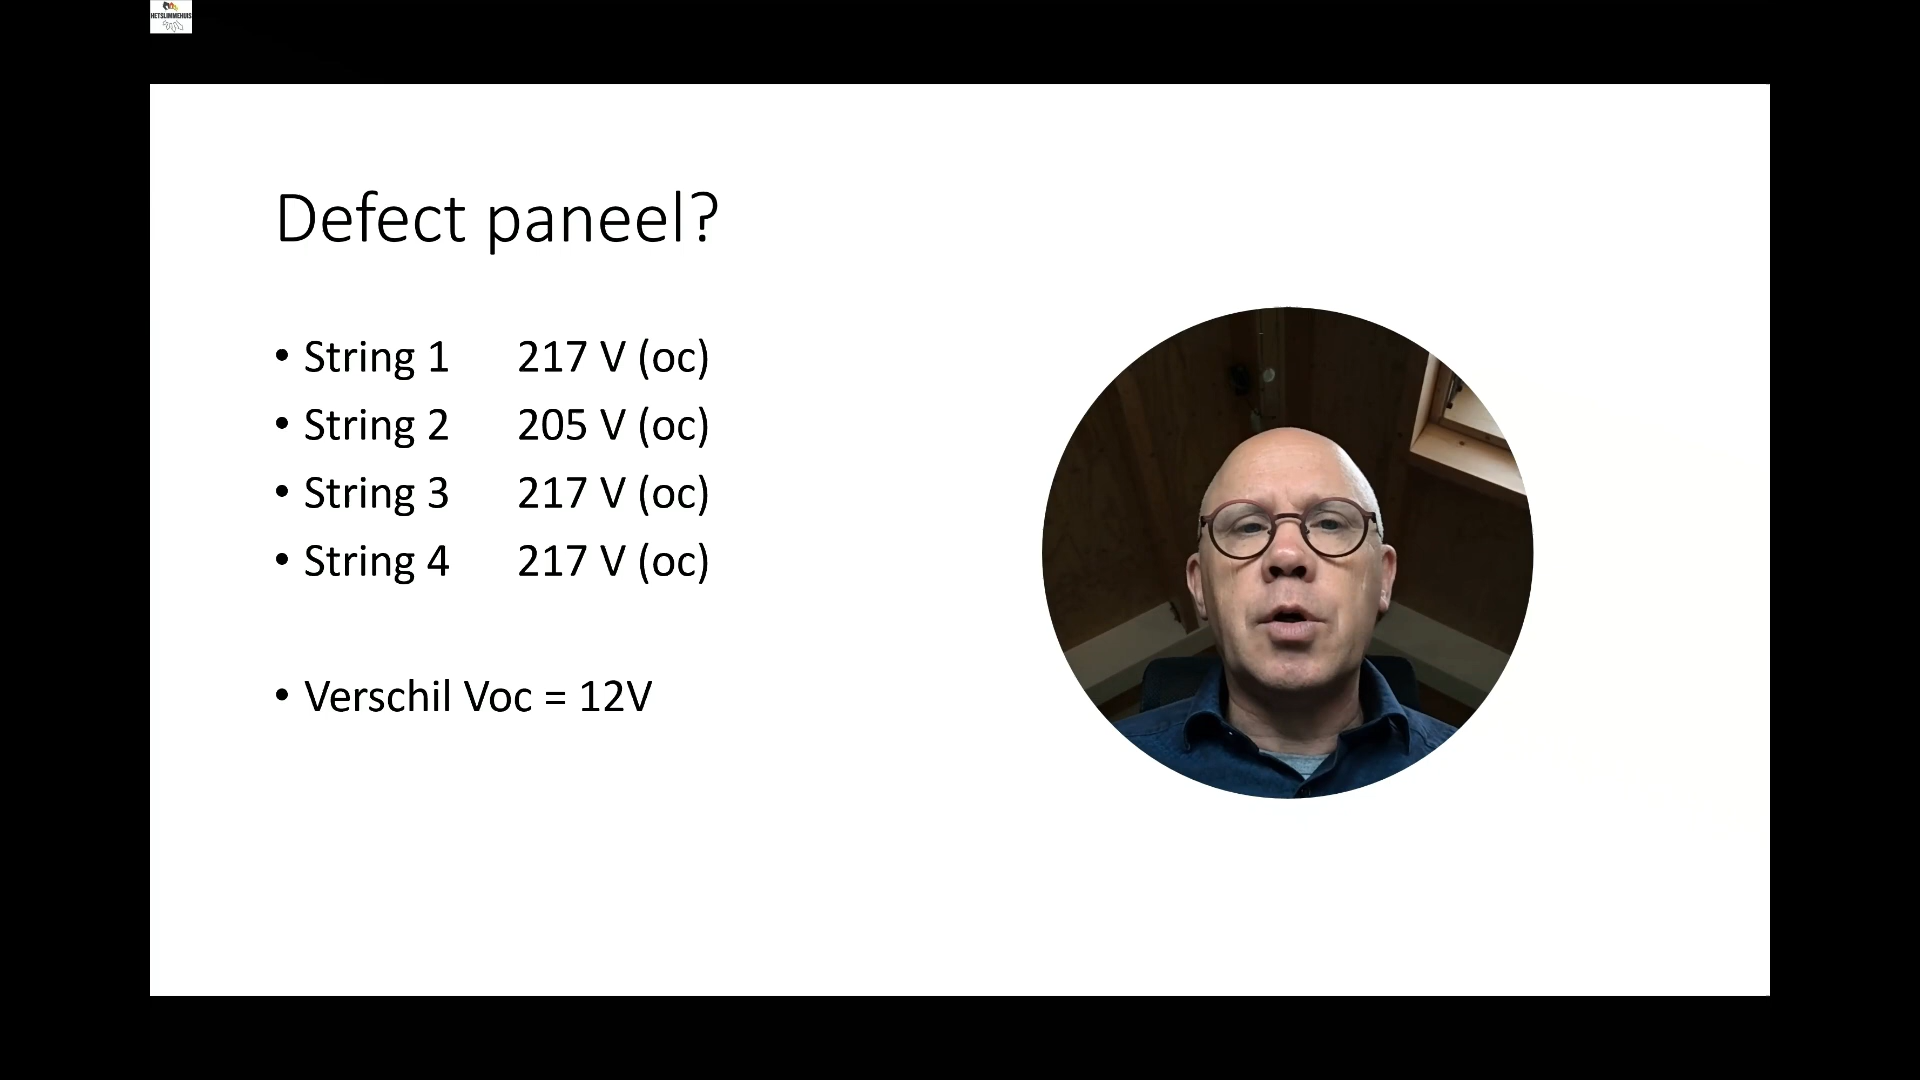 HETSLIMMEHUIS
Defect paneel?
• String 1 217 V (oc)
• String 2 205 V (oc)
• String 3 217 V (oc)
• String 4 217 V (oc)
• Verschil Voc = 12V